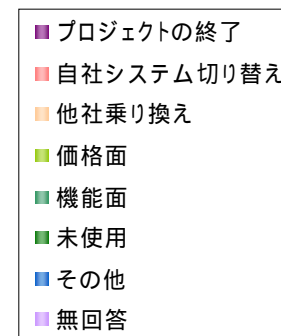 プロジェクトの終了
自社システム切り替え
他社乗り換え
価格面
機能面
未使用
その他
無回答